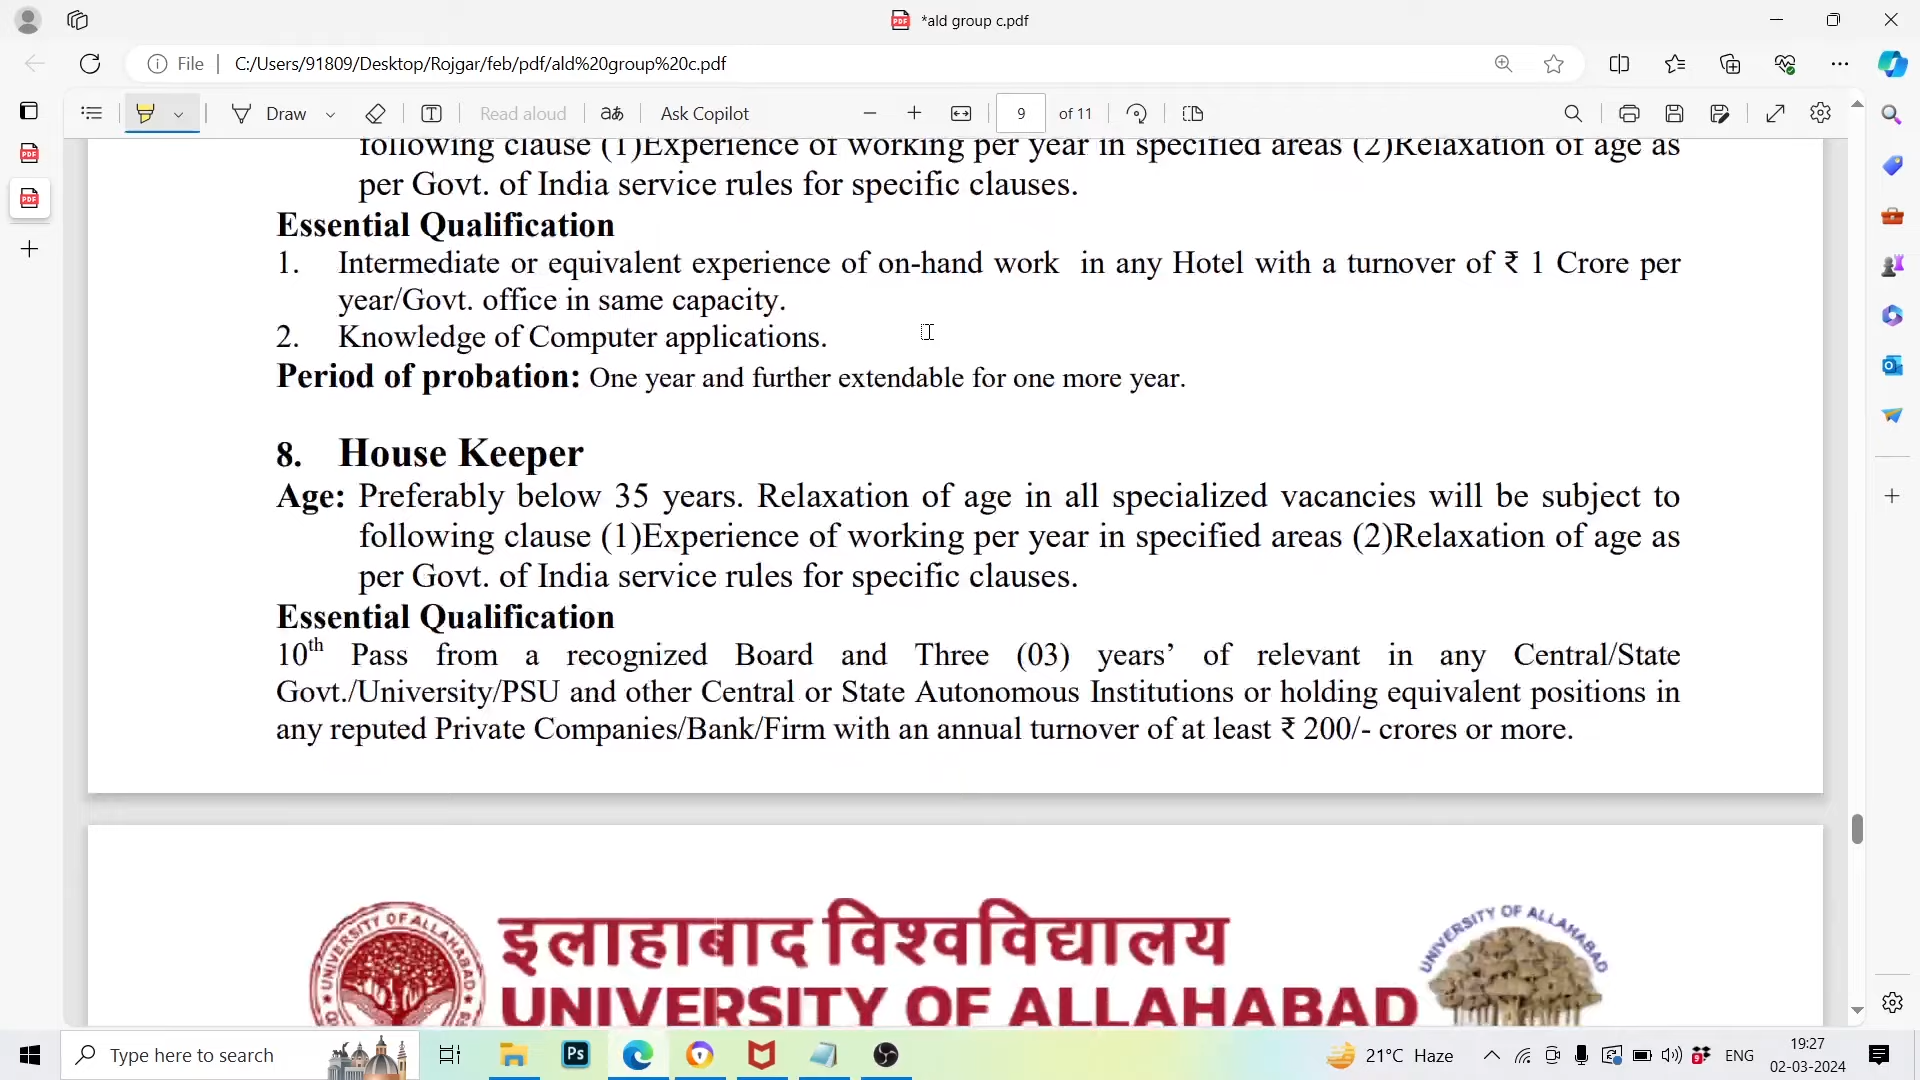 *ald group c.pdf
File
C:/Users/91809/Desktop/Rojgar/feb/pdf/ald%20group%20c.pdf
Draw
Read aloud
aあ
Ask Copilot
9
of 11
following clause (1)Experience of working per year in specified areas (2)Relaxation of age as
per Govt. of India service rules for specific clauses.
Essential Qualification
1. Intermediate or equivalent experience of on-hand work in any Hotel with a turnover of ₹ 1 Crore per
year/Govt. office in same capacity.
2. Knowledge of Computer applications.
Period of probation: One year and further extendable for one more year.
8. House Keeper
Age: Preferably below 35 years. Relaxation of age in all specialized vacancies will be subject to
following clause (1)Experience of working per year in specified areas (2)Relaxation of age as
per Govt. of India service rules for specific clauses.
Essential Qualification
10th Pass from a recognized Board and Three (03) years’ of relevant in any Central/State
Govt./University/PSU and other Central or State Autonomous Institutions or holding equivalent positions in
any reputed Private Companies/Bank/Firm with an annual turnover of at least ₹ 200/- crores or more.
UNIVERSITY OF ALLAHABAD
इलाहाबाद विश्वविद्यालय
UNIVERSITY OF ALLAHABAD
Type here to search
Ps
21°C Haze
ENG
19:27
02-03-2024